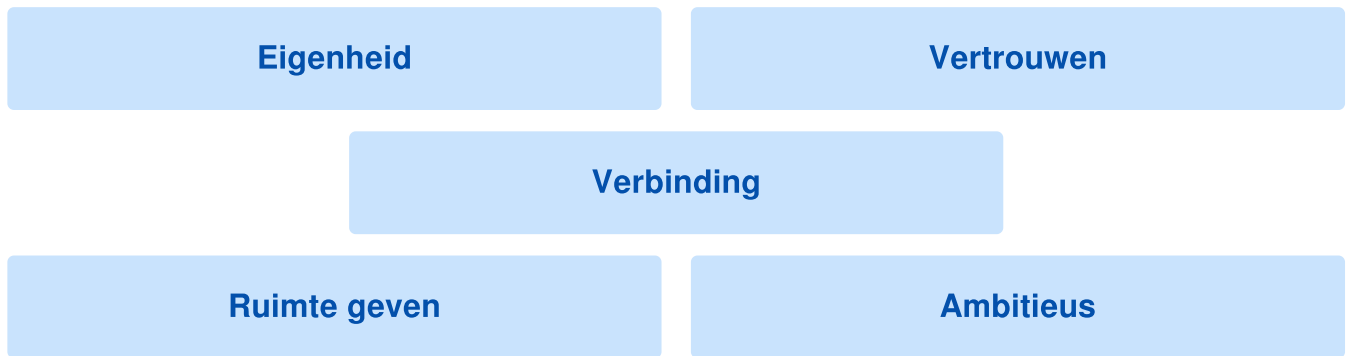 Eigenheid
Vertrouwen
Verbinding
Ruimte geven
Ambitieus